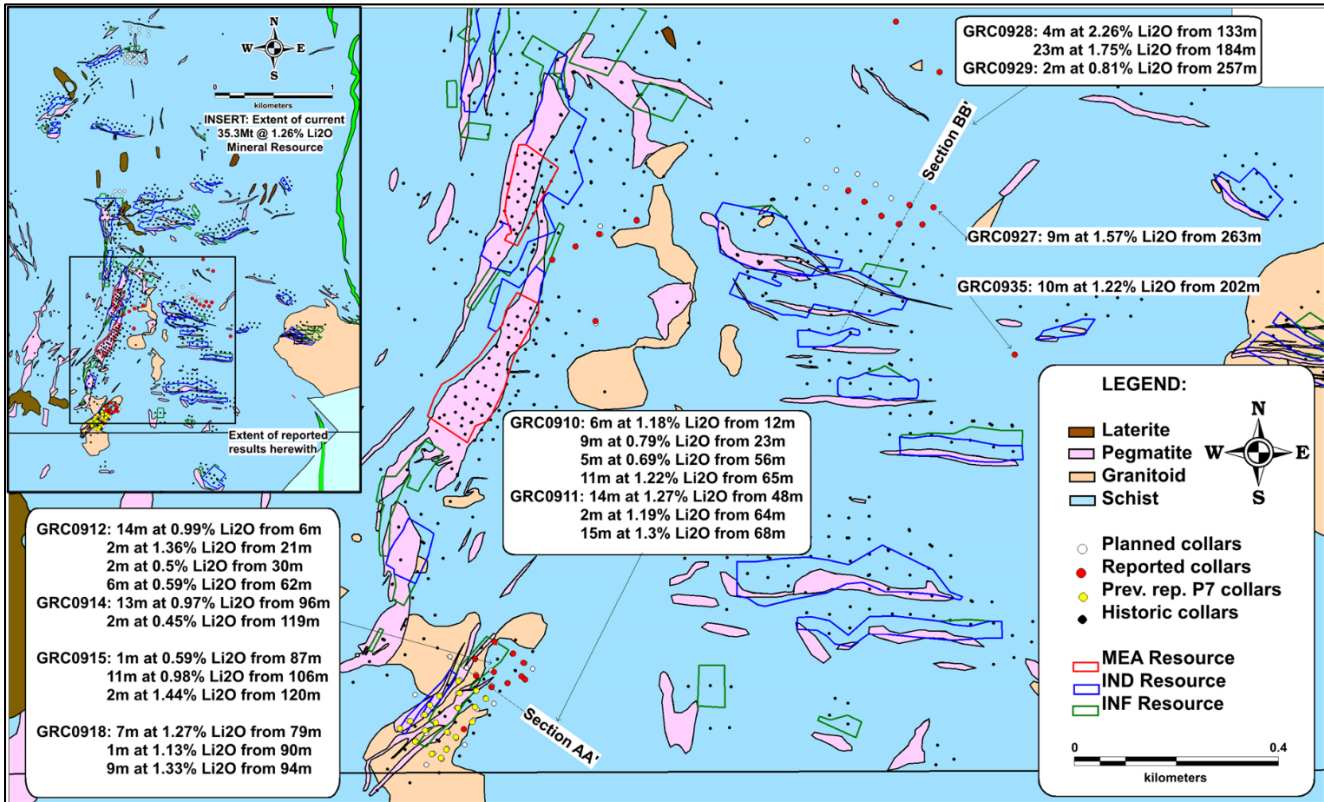 N
W E
S
0 1
kilometers
INSERT: Extent of current
35.3Mt @ 1.26% Li2O
Mineral Resource
Extent of reported
results herewith
GRC0928: 4m at 2.26% Li2O from 133m
23m at 1.75% Li2O from 184m
GRC0929: 2m at 0.81% Li2O from 257m
Section BB'
GRC0927: 9m at 1.57% Li2O from 263m
GRC0935: 10m at 1.22% Li2O from 202m
GRC0910: 6m at 1.18% Li2O from 12m
9m at 0.79% Li2O from 23m
5m at 0.69% Li2O from 56m
11m at 1.22% Li2O from 65m
GRC0911: 14m at 1.27% Li2O from 48m
2m at 1.19% Li2O from 64m
15m at 1.3% Li2O from 68m
GRC0912: 14m at 0.99% Li2O from 6m
2m at 1.36% Li2O from 21m
2m at 0.5% Li2O from 30m
6m at 0.59% Li2O from 62m
GRC0914: 13m at 0.97% Li2O from 96m
2m at 0.45% Li2O from 119m
GRC0915: 1m at 0.59% Li2O from 87m
11m at 0.98% Li2O from 106m
2m at 1.44% Li2O from 120m
GRC0918: 7m at 1.27% Li2O from 79m
1m at 1.13% Li2O from 90m
9m at 1.33% Li2O from 94m
Section AA'
LEGEND:
Laterite
Pegmatite
Granitoid
Schist
N
W E
S
Planned collars
Reported collars
Prev. rep. P7 collars
Historic collars
MEA Resource
IND Resource
INF Resource
0 0.4
kilometers